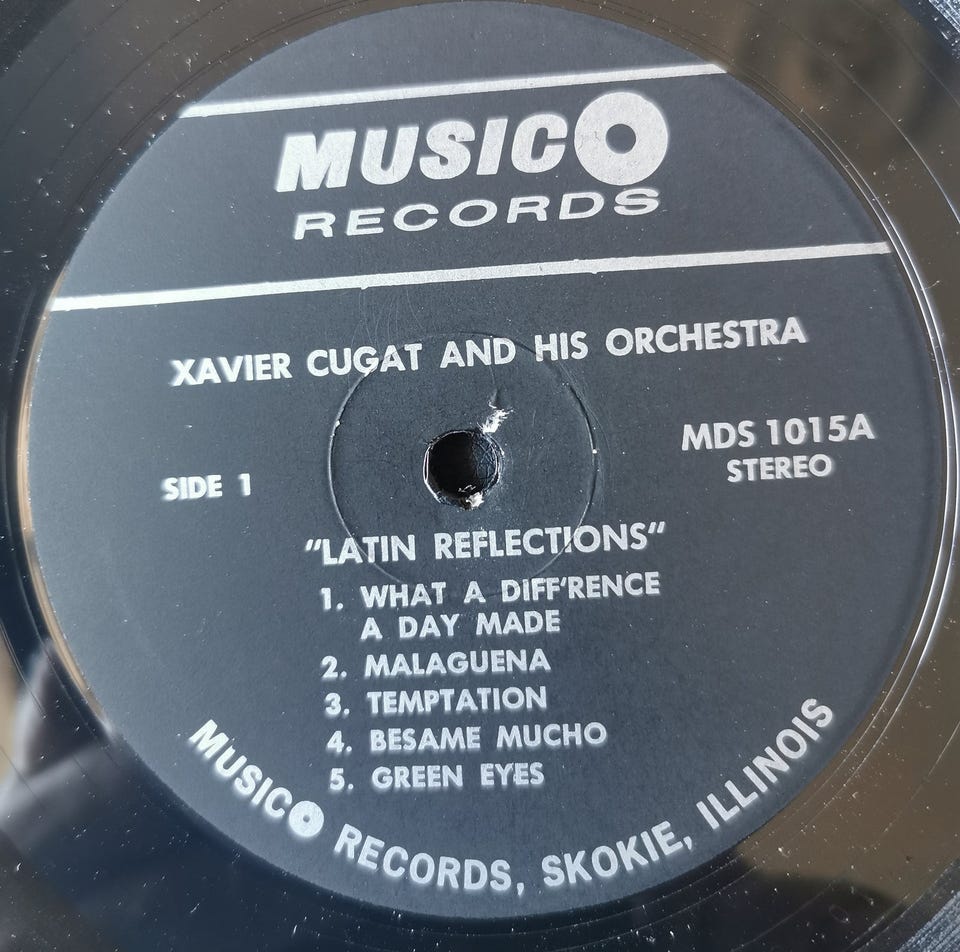 MUSICO
RECORDS
XAVIER CUGAT AND HIS ORCHESTRA
MDS 1015A
STEREO
SIDE 1
"LATIN REFLECTIONS"
1. WHAT A DIFF'RENCE
A DAY MADE
2. MALAGUENA
3. TEMPTATION
4. BESAME MUCHO
5. GREEN EYES
MUSICO RECORDS, SKOKIE, ILLINOIS